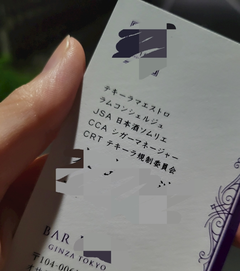 テキーラマエストロ
ラムコンシェルジュ
JSA 日本酒ソムリエ
CCA シガーマネージャー
CRT テキーラ規制委員会
BAR
GINZA TOKYO
〒104-006